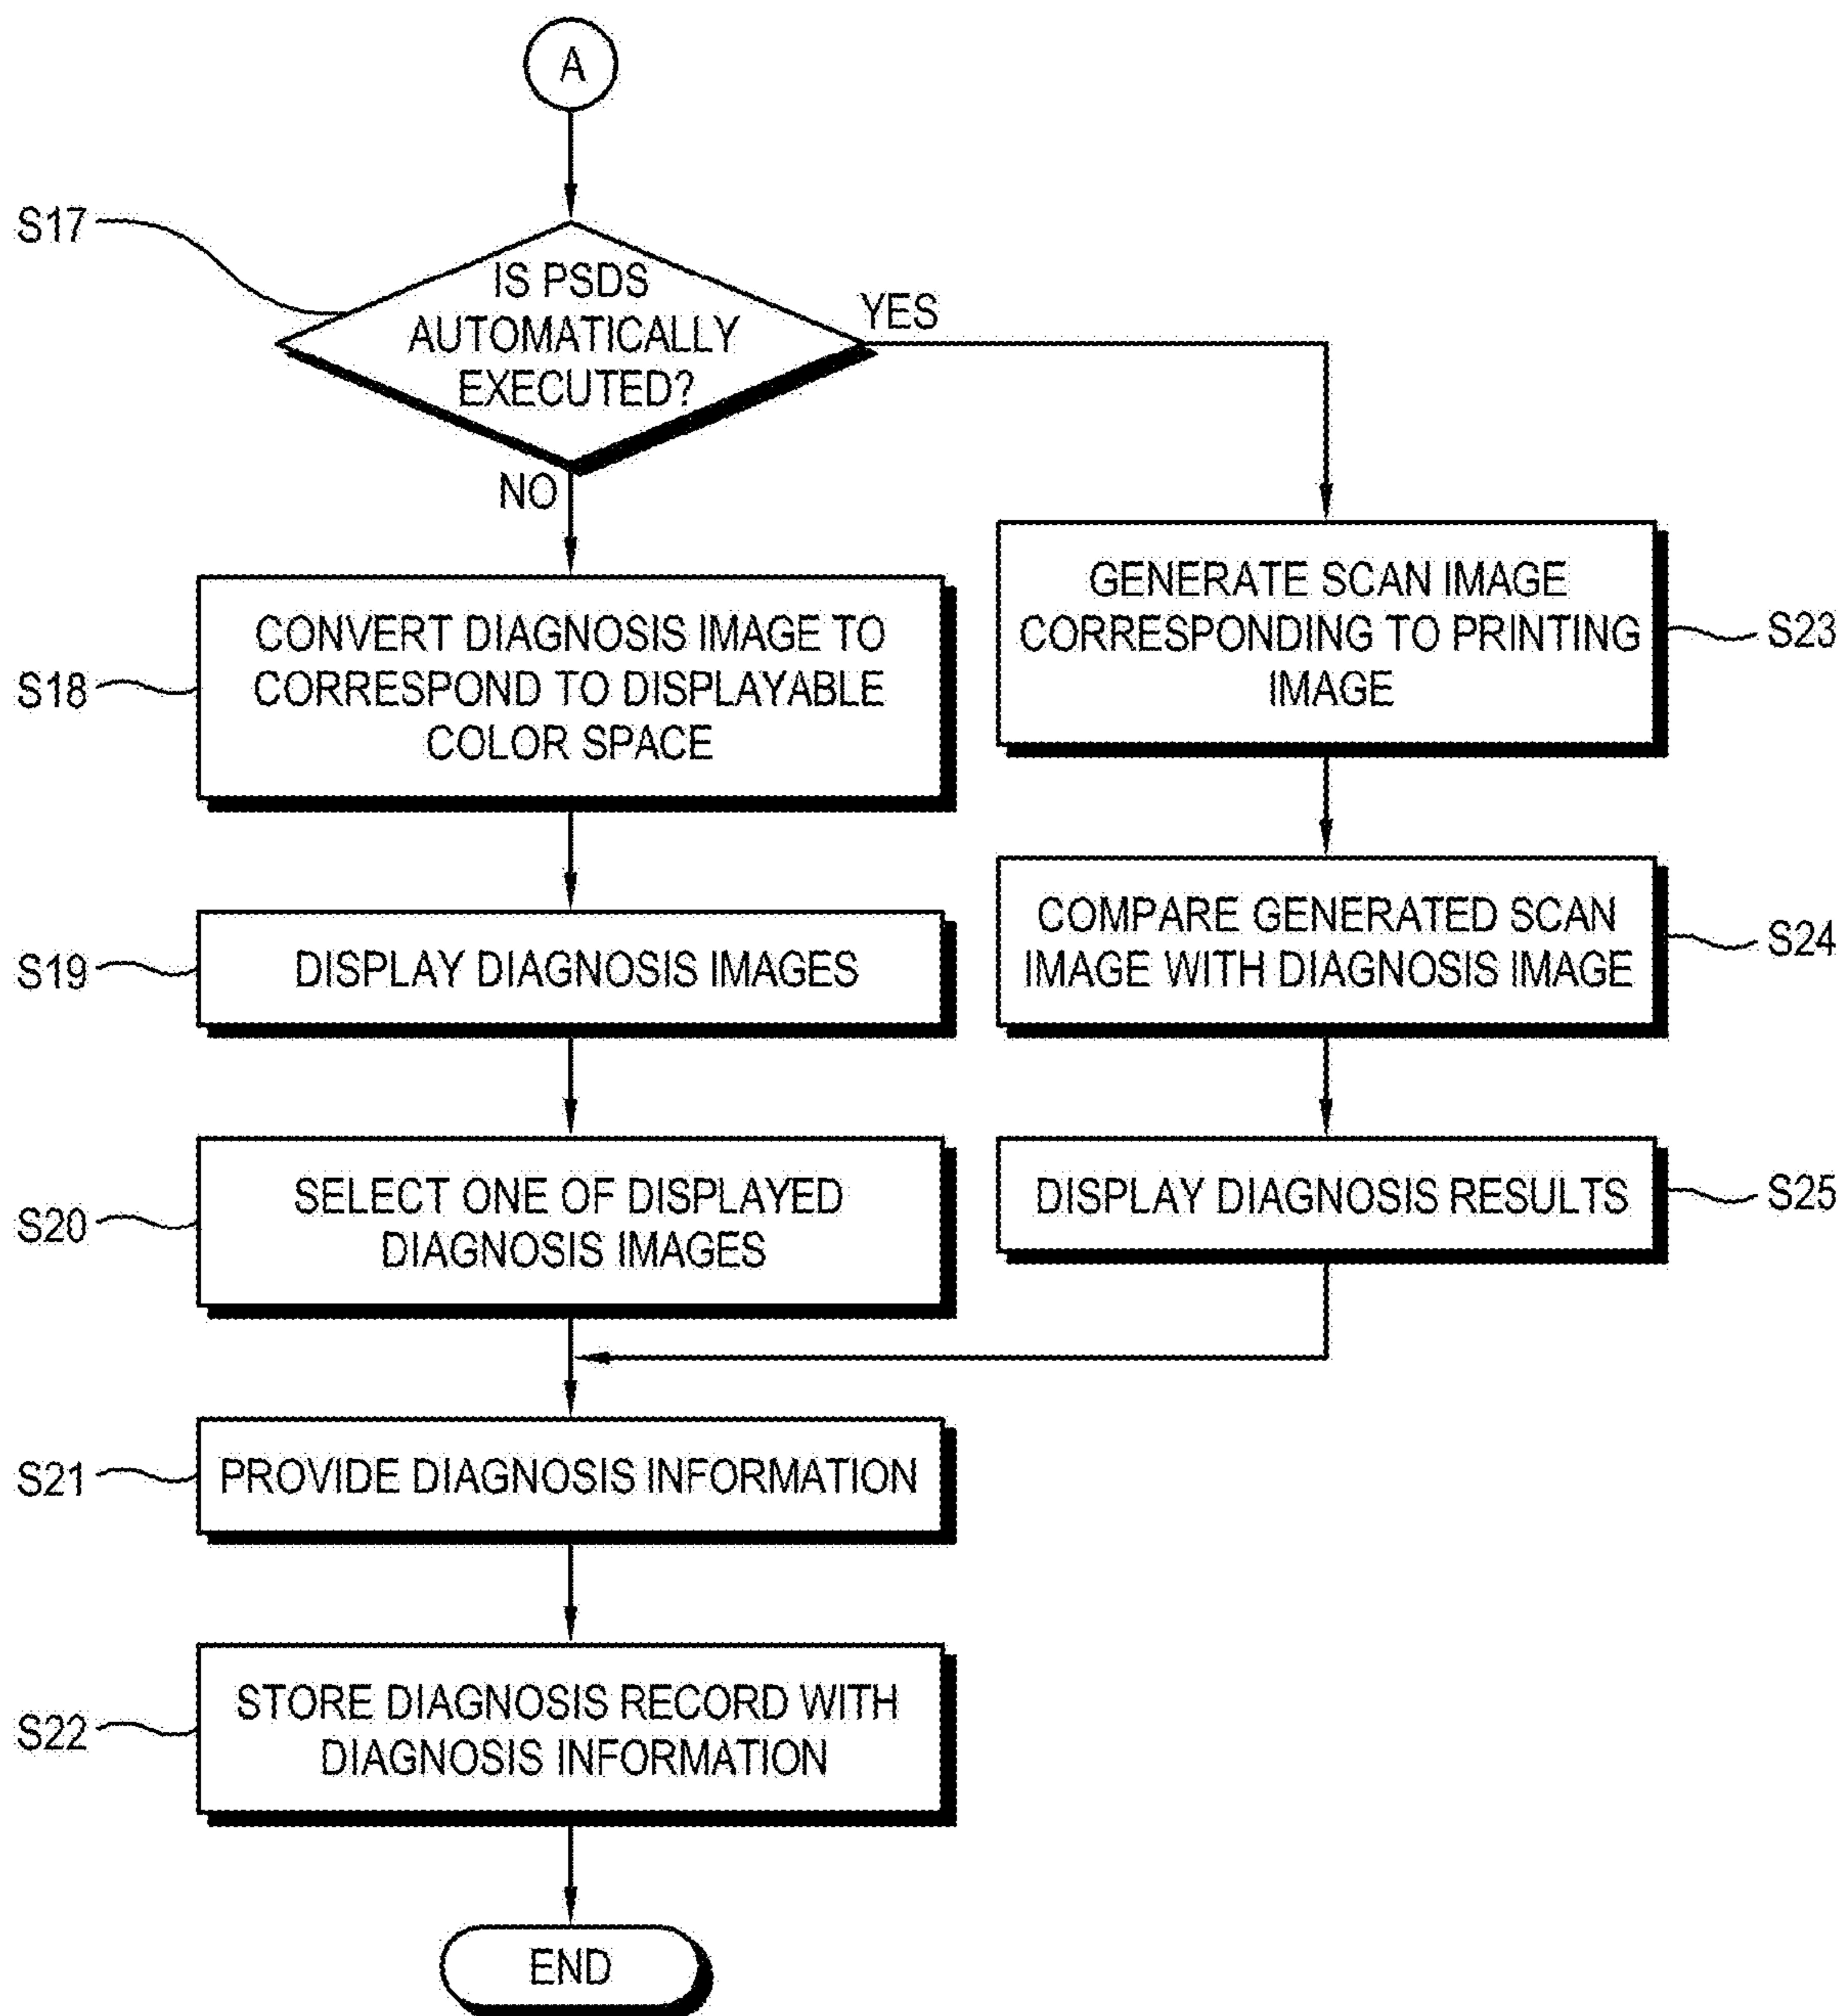 A
S17
IS PSDS
AUTOMATICALLY
EXECUTED?
YES
NO
S18
CONVERT DIAGNOSIS IMAGE TO
CORRESPOND TO DISPLAYABLE
COLOR SPACE
GENERATE SCAN IMAGE
CORRESPONDING TO PRINTING
IMAGE
S23
S19
DISPLAY DIAGNOSIS IMAGES
COMPARE GENERATED SCAN
IMAGE WITH DIAGNOSIS IMAGE
S24
S20
SELECT ONE OF DISPLAYED
DIAGNOSIS IMAGES
DISPLAY DIAGNOSIS RESULTS
S25
S21
PROVIDE DIAGNOSIS INFORMATION
S22
STORE DIAGNOSIS RECORD WITH
DIAGNOSIS INFORMATION
END